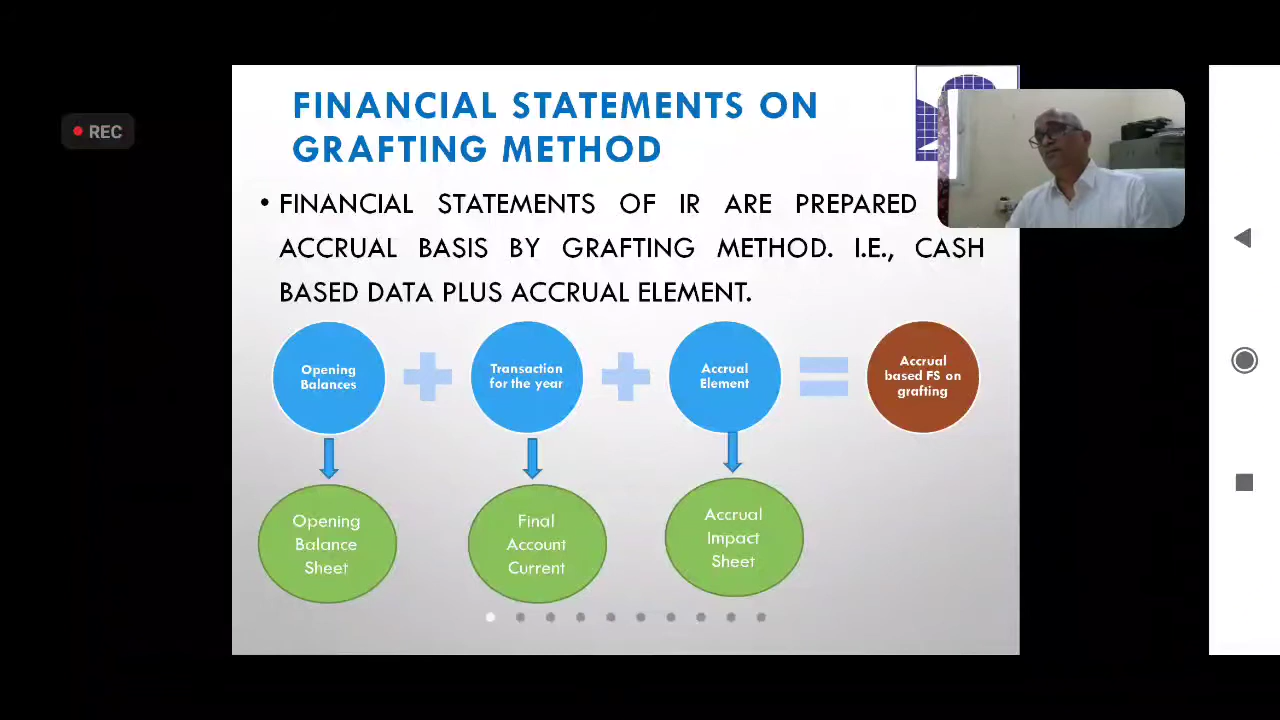 FINANCIAL STATEMENTS ON
GRAFTING METHOD
REC
• FINANCIAL STATEMENTS OF IR ARE PREPARED
ACCRUAL BASIS BY GRAFTING METHOD. I.E., CASH
BASED DATA PLUS ACCRUAL ELEMENT.
Opening
Balances
Transaction
for the year
Accrual
Element
Accrual
based FS on
grafting
Opening
Balance
Sheet
Final
Account
Current
Accrual
Impact
Sheet